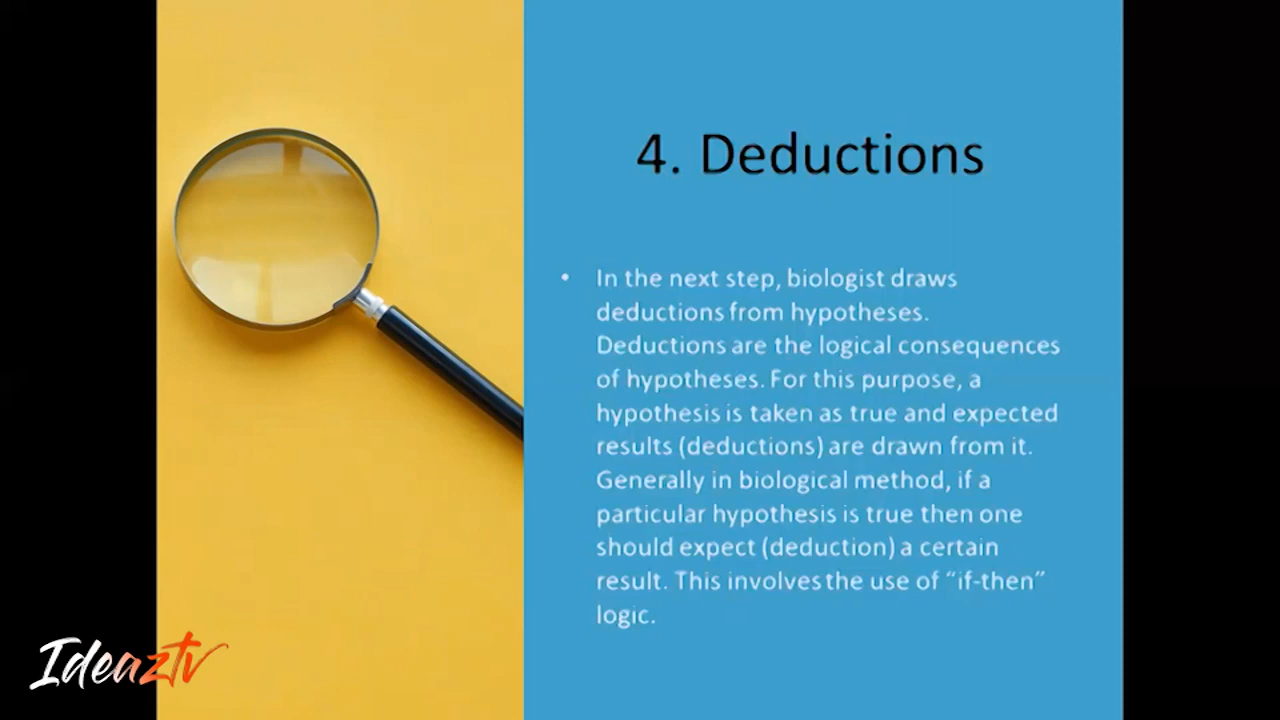 4. Deductions
• In the next step, biologist draws
deductions from hypotheses.
Deductions are the logical consequences
of hypotheses. For this purpose, a
hypothesis is taken as true and expected
results (deductions) are drawn from it.
Generally in biological method, if a
particular hypothesis is true then one
should expect (deduction) a certain
result. This involves the use of “if-then”
logic.
Ideaztv